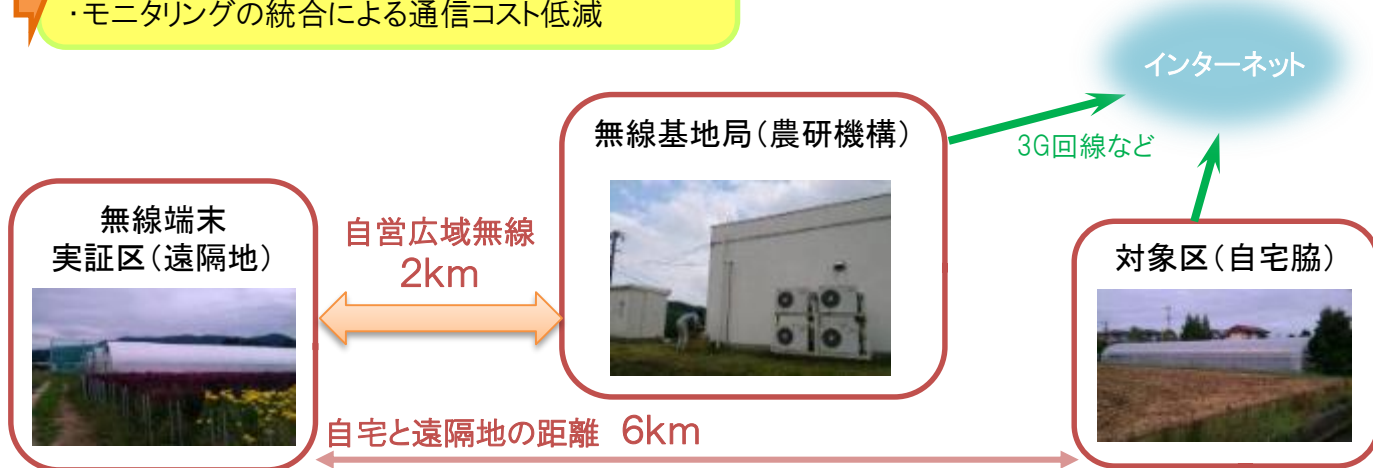 ・モニタリングの統合による通信コスト低減
インターネット
無線基地局(農研機構)
3G回線など
無線端末
実証区(遠隔地)
自営広域無線
2km
対象区(自宅脇)
自宅と遠隔地の距離 6km